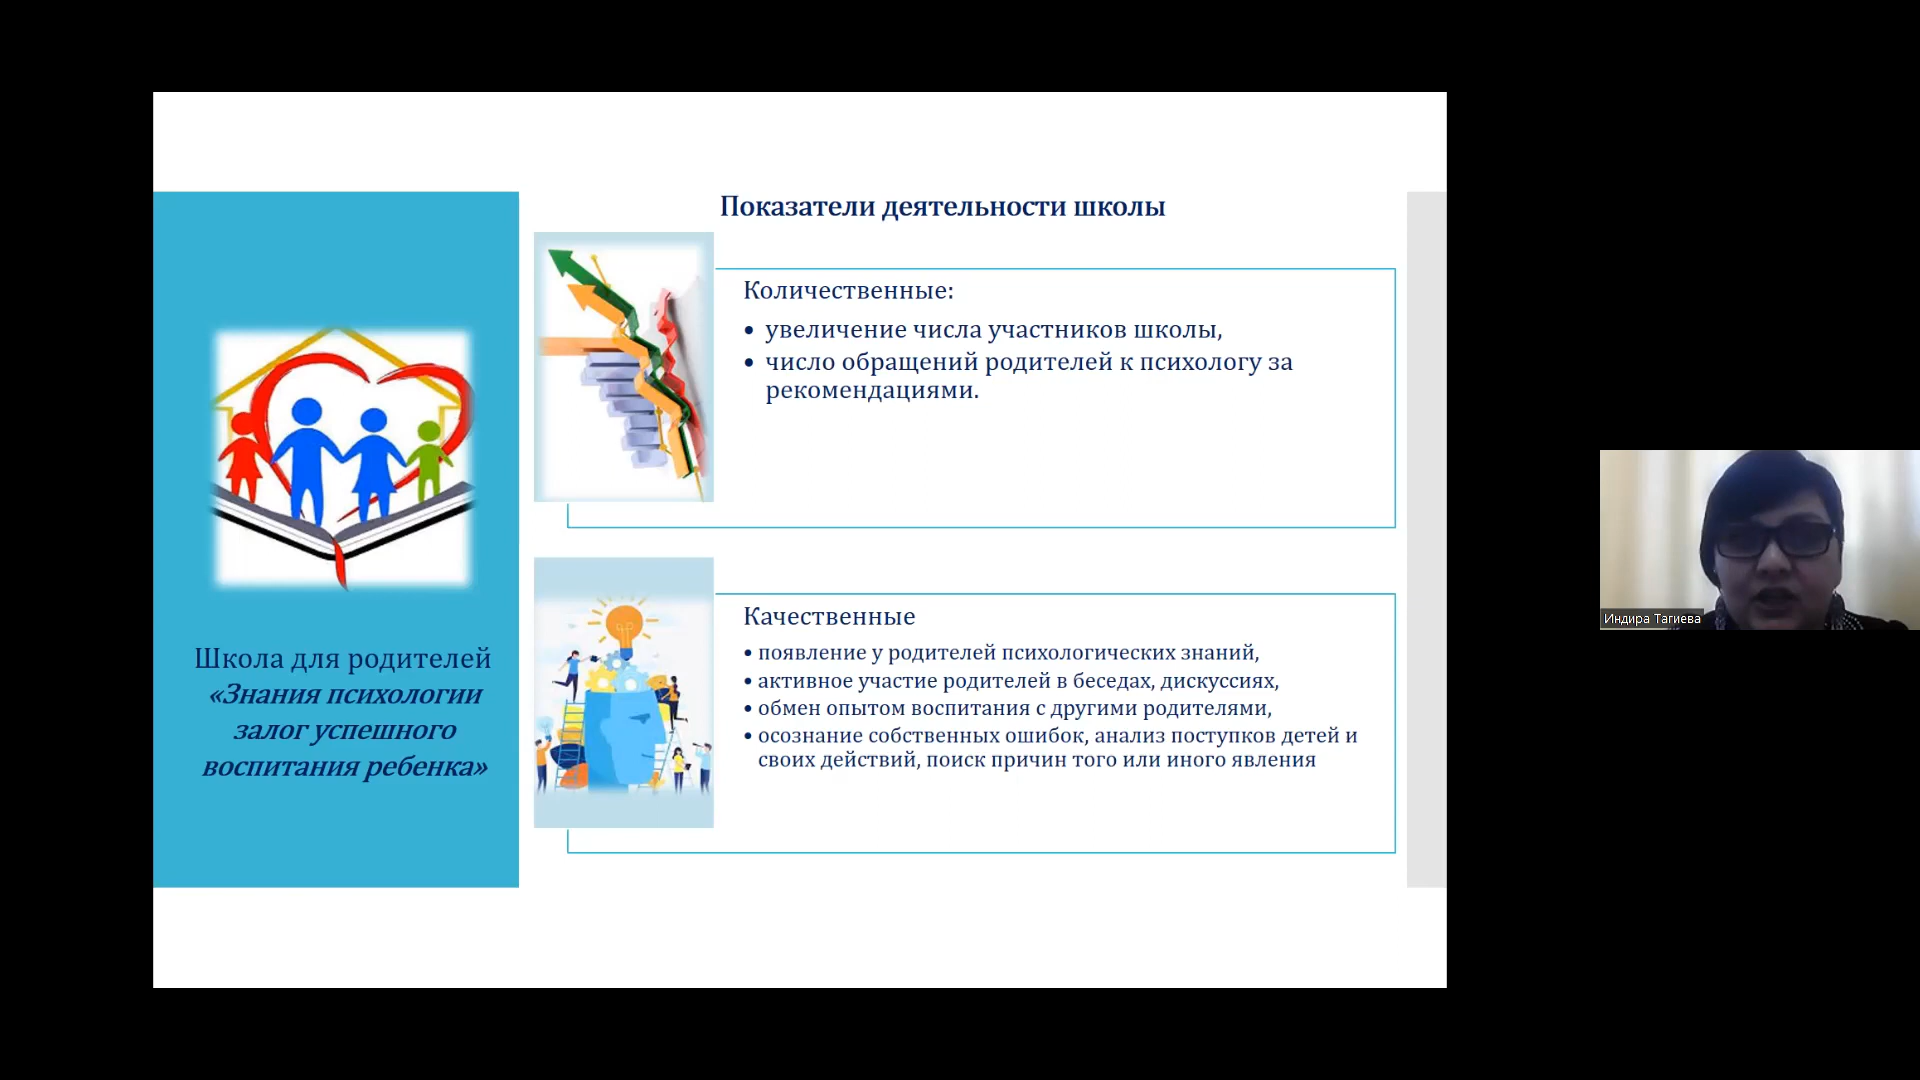 Показатели деятельности школы
Количественные:
• увеличение числа участников школы,
• число обращений родителей к психологу за
рекомендациями.
Школа для родителей
«Знания психологии
залог успешного
воспитания ребенка»
Качественные
• появление у родителей психологических знаний,
• активное участие родителей в беседах, дискуссиях,
• обмен опытом воспитания с другими родителями,
• осознание собственных ошибок, анализ поступков детей и
своих действий, поиск причин того или иного явления
Индира Тагиева